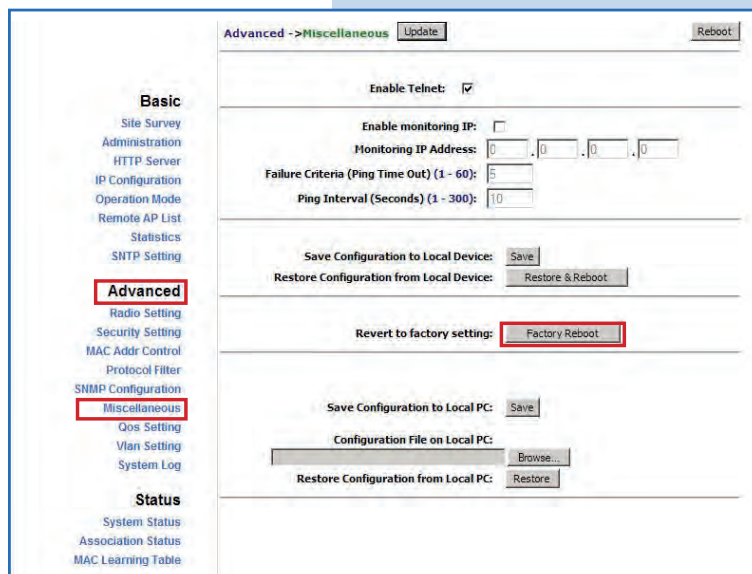 Advanced ->Miscellaneous Update Reboot
Basic
Site Survey
Administration
HTTP Server
IP Configuration
Operation Mode
Remote AP List
Statistics
SNTP Setting
Advanced
Radio Setting
Security Setting
MAC Addr Control
Protocol Filter
SNMP Configuration
Miscellaneous
Qos Setting
Vlan Setting
System Log
Status
System Status
Association Status
MAC Learning Table
Enable Telnet:
Enable monitoring IP:
Monitoring IP Address: 0 . 0 . 0 . 0
Failure Criteria (Ping Time Out) (1 - 60): 5
Ping Interval (Seconds) (1 - 300): 10
Save Configuration to Local Device: Save
Restore Configuration from Local Device: Restore & Reboot
Revert to factory setting: Factory Reboot
Save Configuration to Local PC: Save
Configuration File on Local PC:
Browse...
Restore Configuration from Local PC: Restore